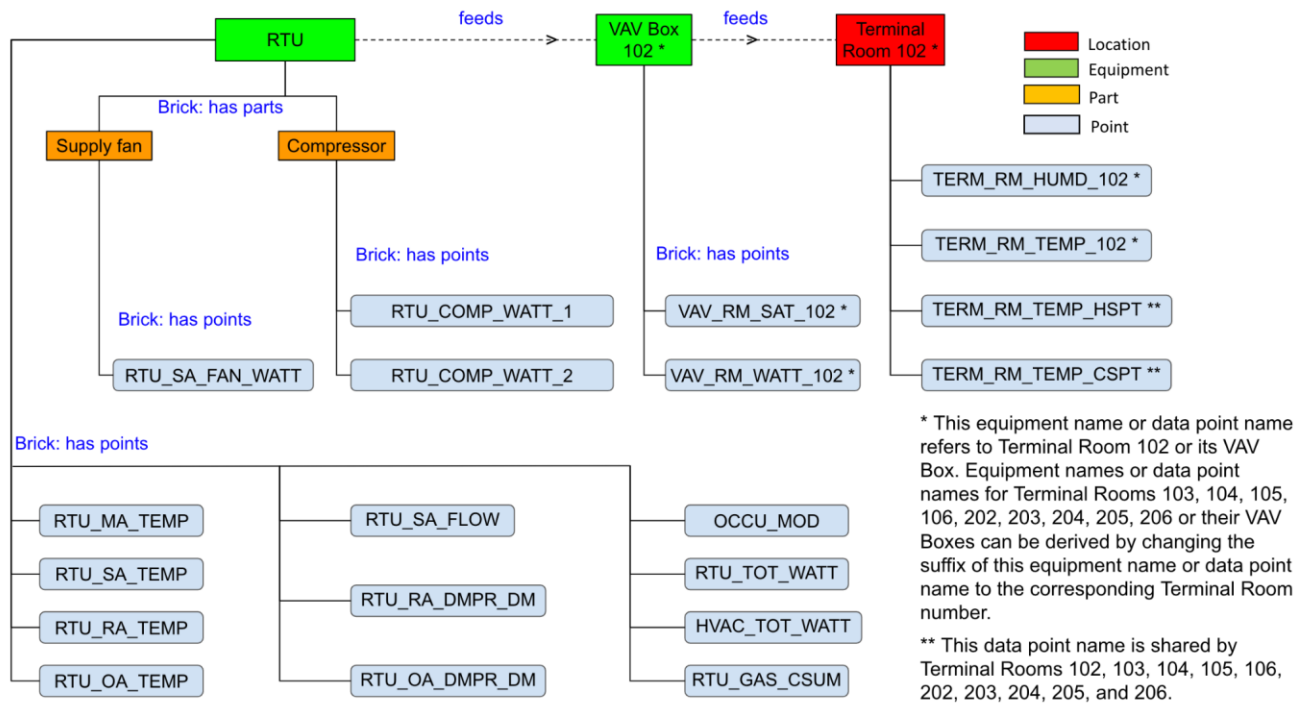 feeds
feeds
RTU
VAV Box
102 *
Terminal
Room 102 *
Location
Equipment
Part
Point
Brick: has parts
Supply fan
Compressor
TERM_RM_HUMD_102 *
TERM_RM_TEMP_102 *
Brick: has points
Brick: has points
TERM_RM_TEMP_HSPT **
RTU_COMP_WATT_1
VAV_RM_SAT_102 *
Brick: has points
TERM_RM_TEMP_CSPT **
RTU_SA_FAN_WATT
RTU_COMP_WATT_2
VAV_RM_WATT_102 *
Brick: has points
RTU_MA_TEMP
RTU_SA_TEMP
RTU_RA_TEMP
RTU_OA_TEMP
RTU_SA_FLOW
RTU_RA_DMPR_DM
RTU_OA_DMPR_DM
OCCU_MOD
RTU_TOT_WATT
HVAC_TOT_WATT
RTU_GAS_CSUM
* This equipment name or data point name
refers to Terminal Room 102 or its VAV
Box. Equipment names or data point
names for Terminal Rooms 103, 104, 105,
106, 202, 203, 204, 205, 206 or their VAV
Boxes can be derived by changing the
suffix of this equipment name or data point
name to the corresponding Terminal Room
number.
** This data point name is shared by
Terminal Rooms 102, 103, 104, 105, 106,
202, 203, 204, 205, and 206.